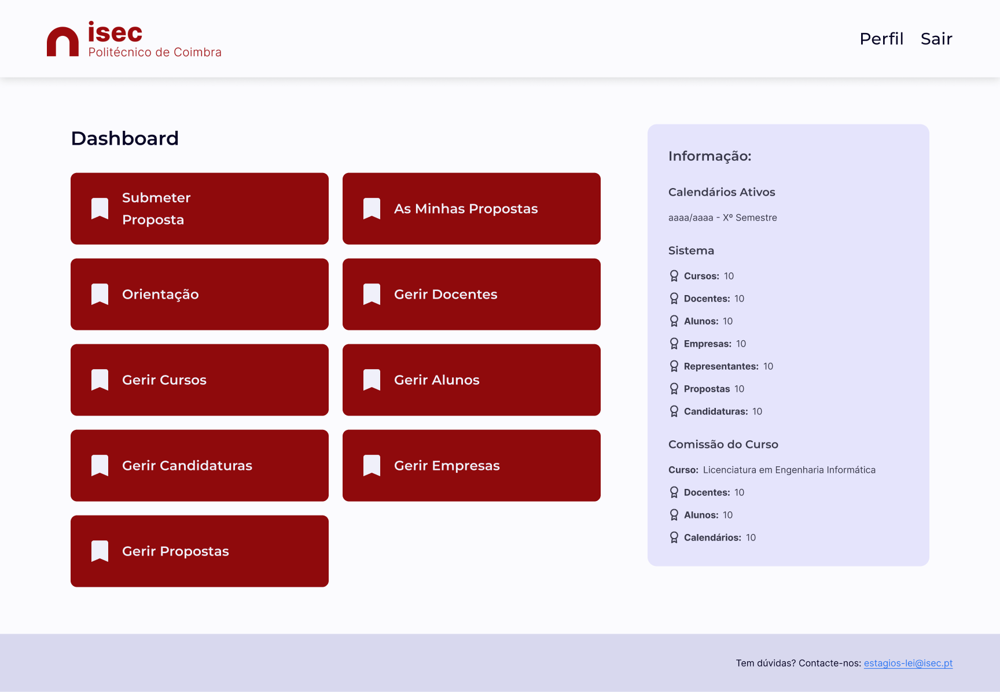 isec
Politécnico de Coimbra
Perfil Sair
Dashboard
Submeter
Proposta
As Minhas Propostas
Orientação
Gerir Docentes
Gerir Cursos
Gerir Alunos
Gerir Candidaturas
Gerir Empresas
Gerir Propostas
Informação:
Calendários Ativos
aaaa/aaaa - Xº Semestre
Sistema
Cursos: 10
Docentes: 10
Alunos: 10
Empresas: 10
Representantes: 10
Propostas 10
Candidaturas: 10
Comissão do Curso
Curso: Licenciatura em Engenharia Informática
Docentes: 10
Alunos: 10
Calendários: 10
Tem dúvidas? Contacte-nos: estagios-lei@isec.pt